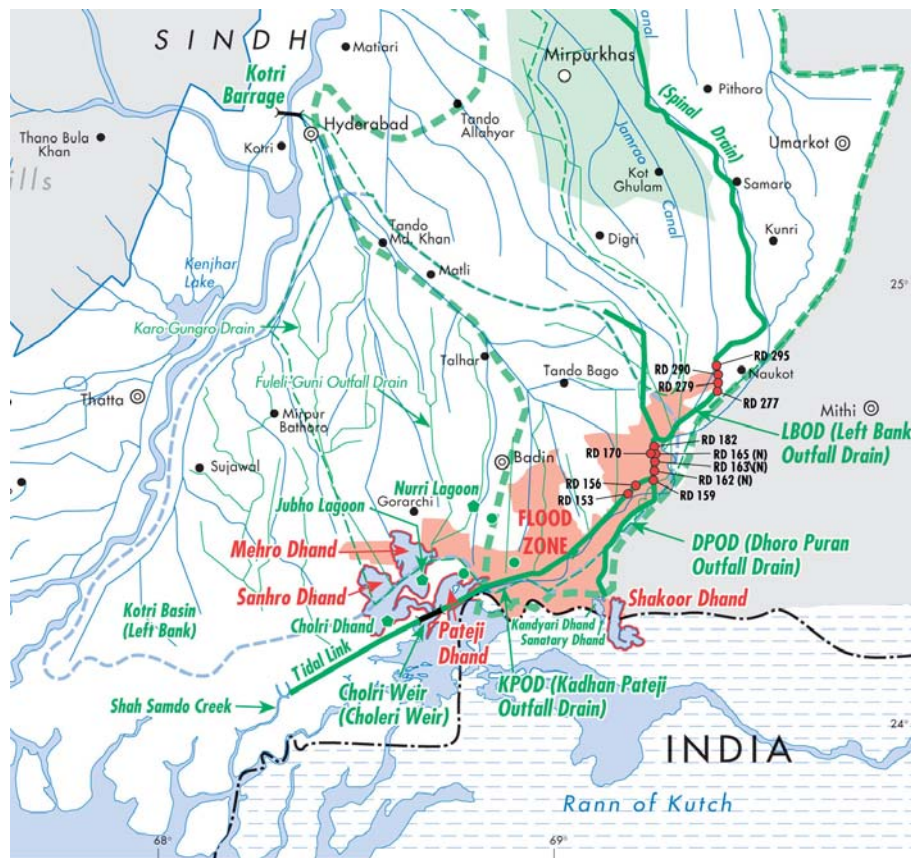 SINDH
Matiari
Mirpurkhas
anal
Canal
Pithoro
(Spinal Drain)
Kotri
Barrage
Hyderabad
Tando
Allahyar
Thano Bula
Khan
ills
Kotri
Jamrao
Canal
Umarkot
Kot
Ghulam
Samaro
Tando
Md. Khan
Digri
Kunri
Matli
Kenjhar
Lake
25°
Karo Gungro Drain
Talhar
RD 295
RD 290
Naukot
RD 279
Fuleli Guni Outfall Drain
Tando Bago
RD 277
Thatta
Mithi
Mirpur
Bathoro
LBOD (Left Bank
Outfall Drain)
RD 182
RD 170
RD 165 (N)
RD 163 (N)
RD 162 (N)
Sujawal
Badin
RD 156
RD 159
RD 153
Nurri Lagoon
Gorarchi
Jubho Lagoon
FLOOD
ZONE
DPOD (Dhoro Puran
Outfall Drain)
Mehro Dhand
Sanhro Dhand
Shakoor Dhand
Kotri Basin
(Left Bank)
Cholri Dhand
Pateji
Dhand
Kandyari Dhand
Sanatary Dhand
Tidal Link
Cholri Weir
(Choleri Weir)
KPOD (Kadhan Pateji
Outfall Drain)
Shah Samdo Creek
24°
INDIA
Rann of Kutch
68°
69°